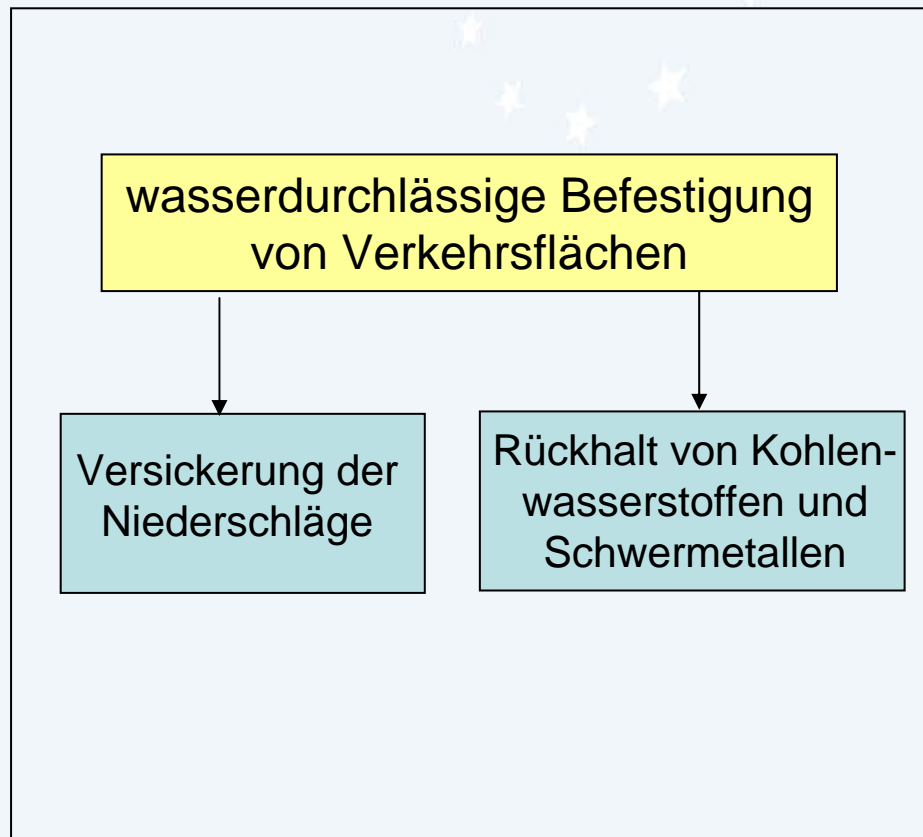 wasserdurchlässige Befestigung
von Verkehrsflächen
Versickerung der
Niederschläge
Rückhalt von Kohlen-
wasserstoffen und
Schwermetallen